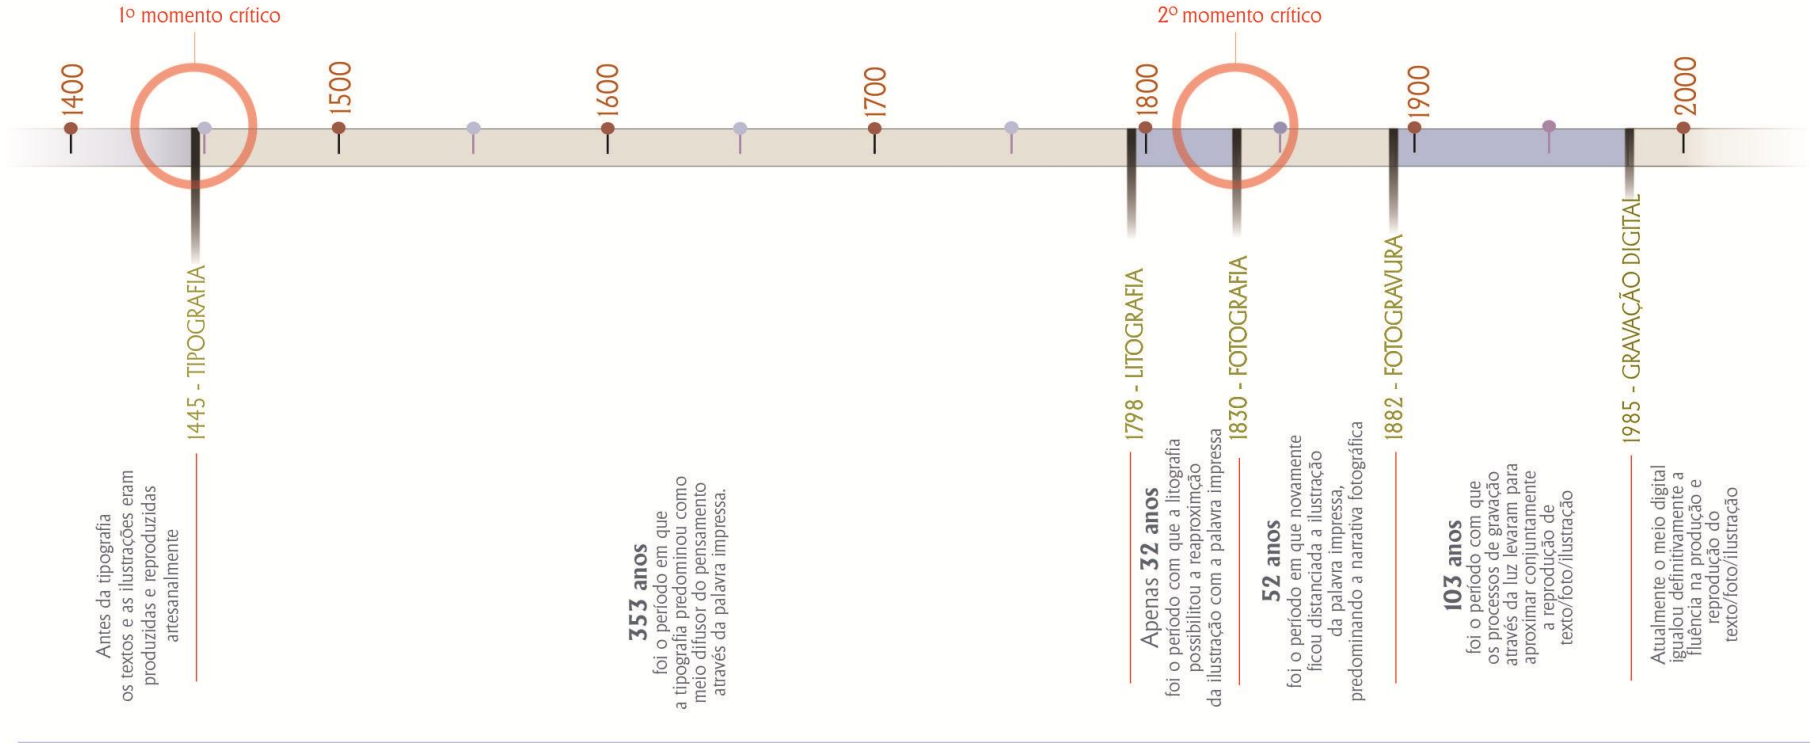 1º momento crítico
2º momento crítico
1400
1500
1600
1700
1800
1900
2000
1445 - TIPOGRAFIA
1798 - LITOGRAFIA
1830 - FOTOGRAFIA
1882 - FOTOGRAVURA
1985 - GRAVAÇÃO DIGITAL
Antes da tipografia
os textos e as ilustrações eram
produzidas e reproduzidas
artesanalmente
353 anos
foi o período em que
a tipografia predominou como
meio difusor do pensamento
através da palavra impressa.
Apenas 32 anos
foi o período com que a litografia
possibilitou a reaproximção
da ilustração com a palavra impressa
52 anos
foi o período em que novamente
ficou distanciada a ilustração
da palavra impressa,
predominando a narrativa fotográfica
103 anos
foi o período com que
os processos de gravação
através da luz levaram para
aproximar conjuntamente
a reprodução de
texto/foto/ilustração
Atualmente o meio digital
igualou definitivamente a
fluência na produção e
reprodução do
texto/foto/ilustração